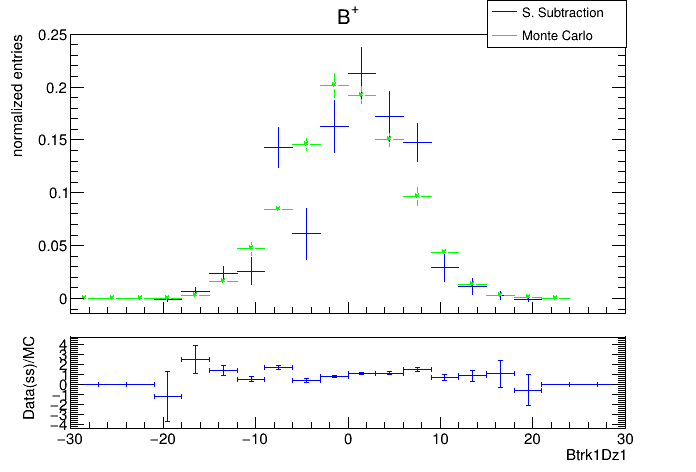 B+
S. Subtraction
Monte Carlo
normalized entries
0.25
0.2
0.15
0.1
0.05
0
Data(ss)/MC
4
3
2
1
0
−1
−2
−3
−4
−30 −20 −10 0 10 20 30
Btrk1Dz1